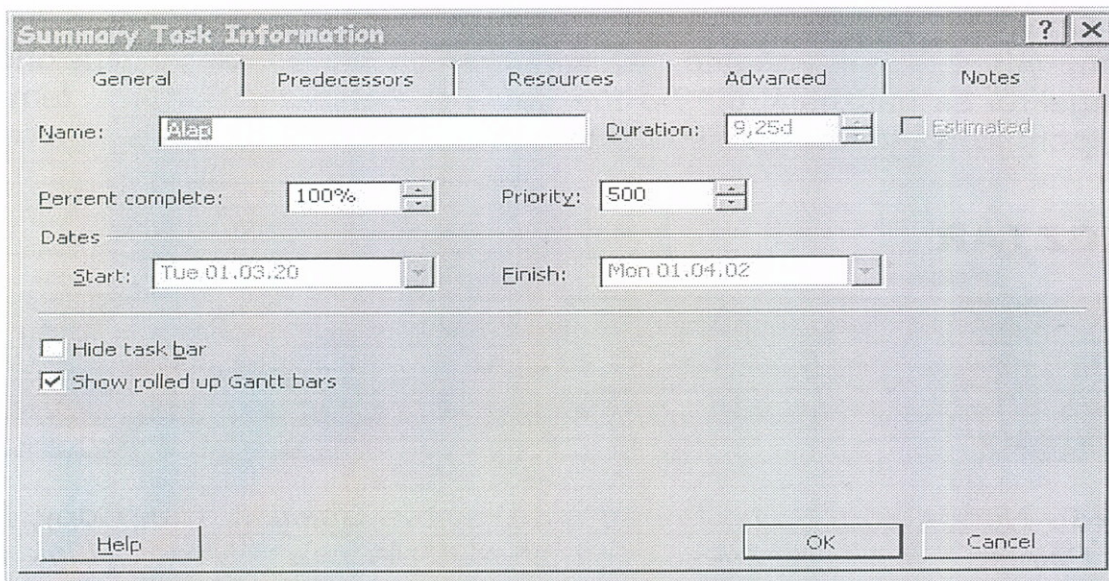 Summary Task Information
General Predecessors Resources Advanced Notes
Name: Alap Duration: 9,25d Estimated
Percent complete: 100% Priority: 500
Dates
Start: Tue 01.03.20 Finish: Mon 01.04.02
Hide task bar
Show rolled up Gantt bars
Help OK Cancel